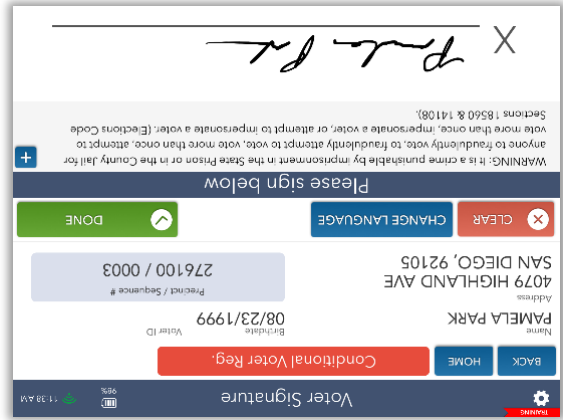 TRAINING
Voter Signature
96%
11:38 AM
BACK
HOME
Conditional Voter Reg.
Name
PAMELA PARK
Birthdate
08/23/1999
Voter ID
Address
4079 HIGHLAND AVE
SAN DIEGO, 92105
Precinct / Sequence #
276100 / 0003
CLEAR
CHANGE LANGUAGE
DONE
Please sign below
WARNING: It is a crime punishable by imprisonment in the State Prison or in the County Jail for
anyone to fraudulently vote, to fraudulently attempt to vote, vote more than once, attempt to
vote more than once, impersonate a voter, or attempt to impersonate a voter. (Elections Code
Sections 18560 & 14108).
+
X Pamela Park